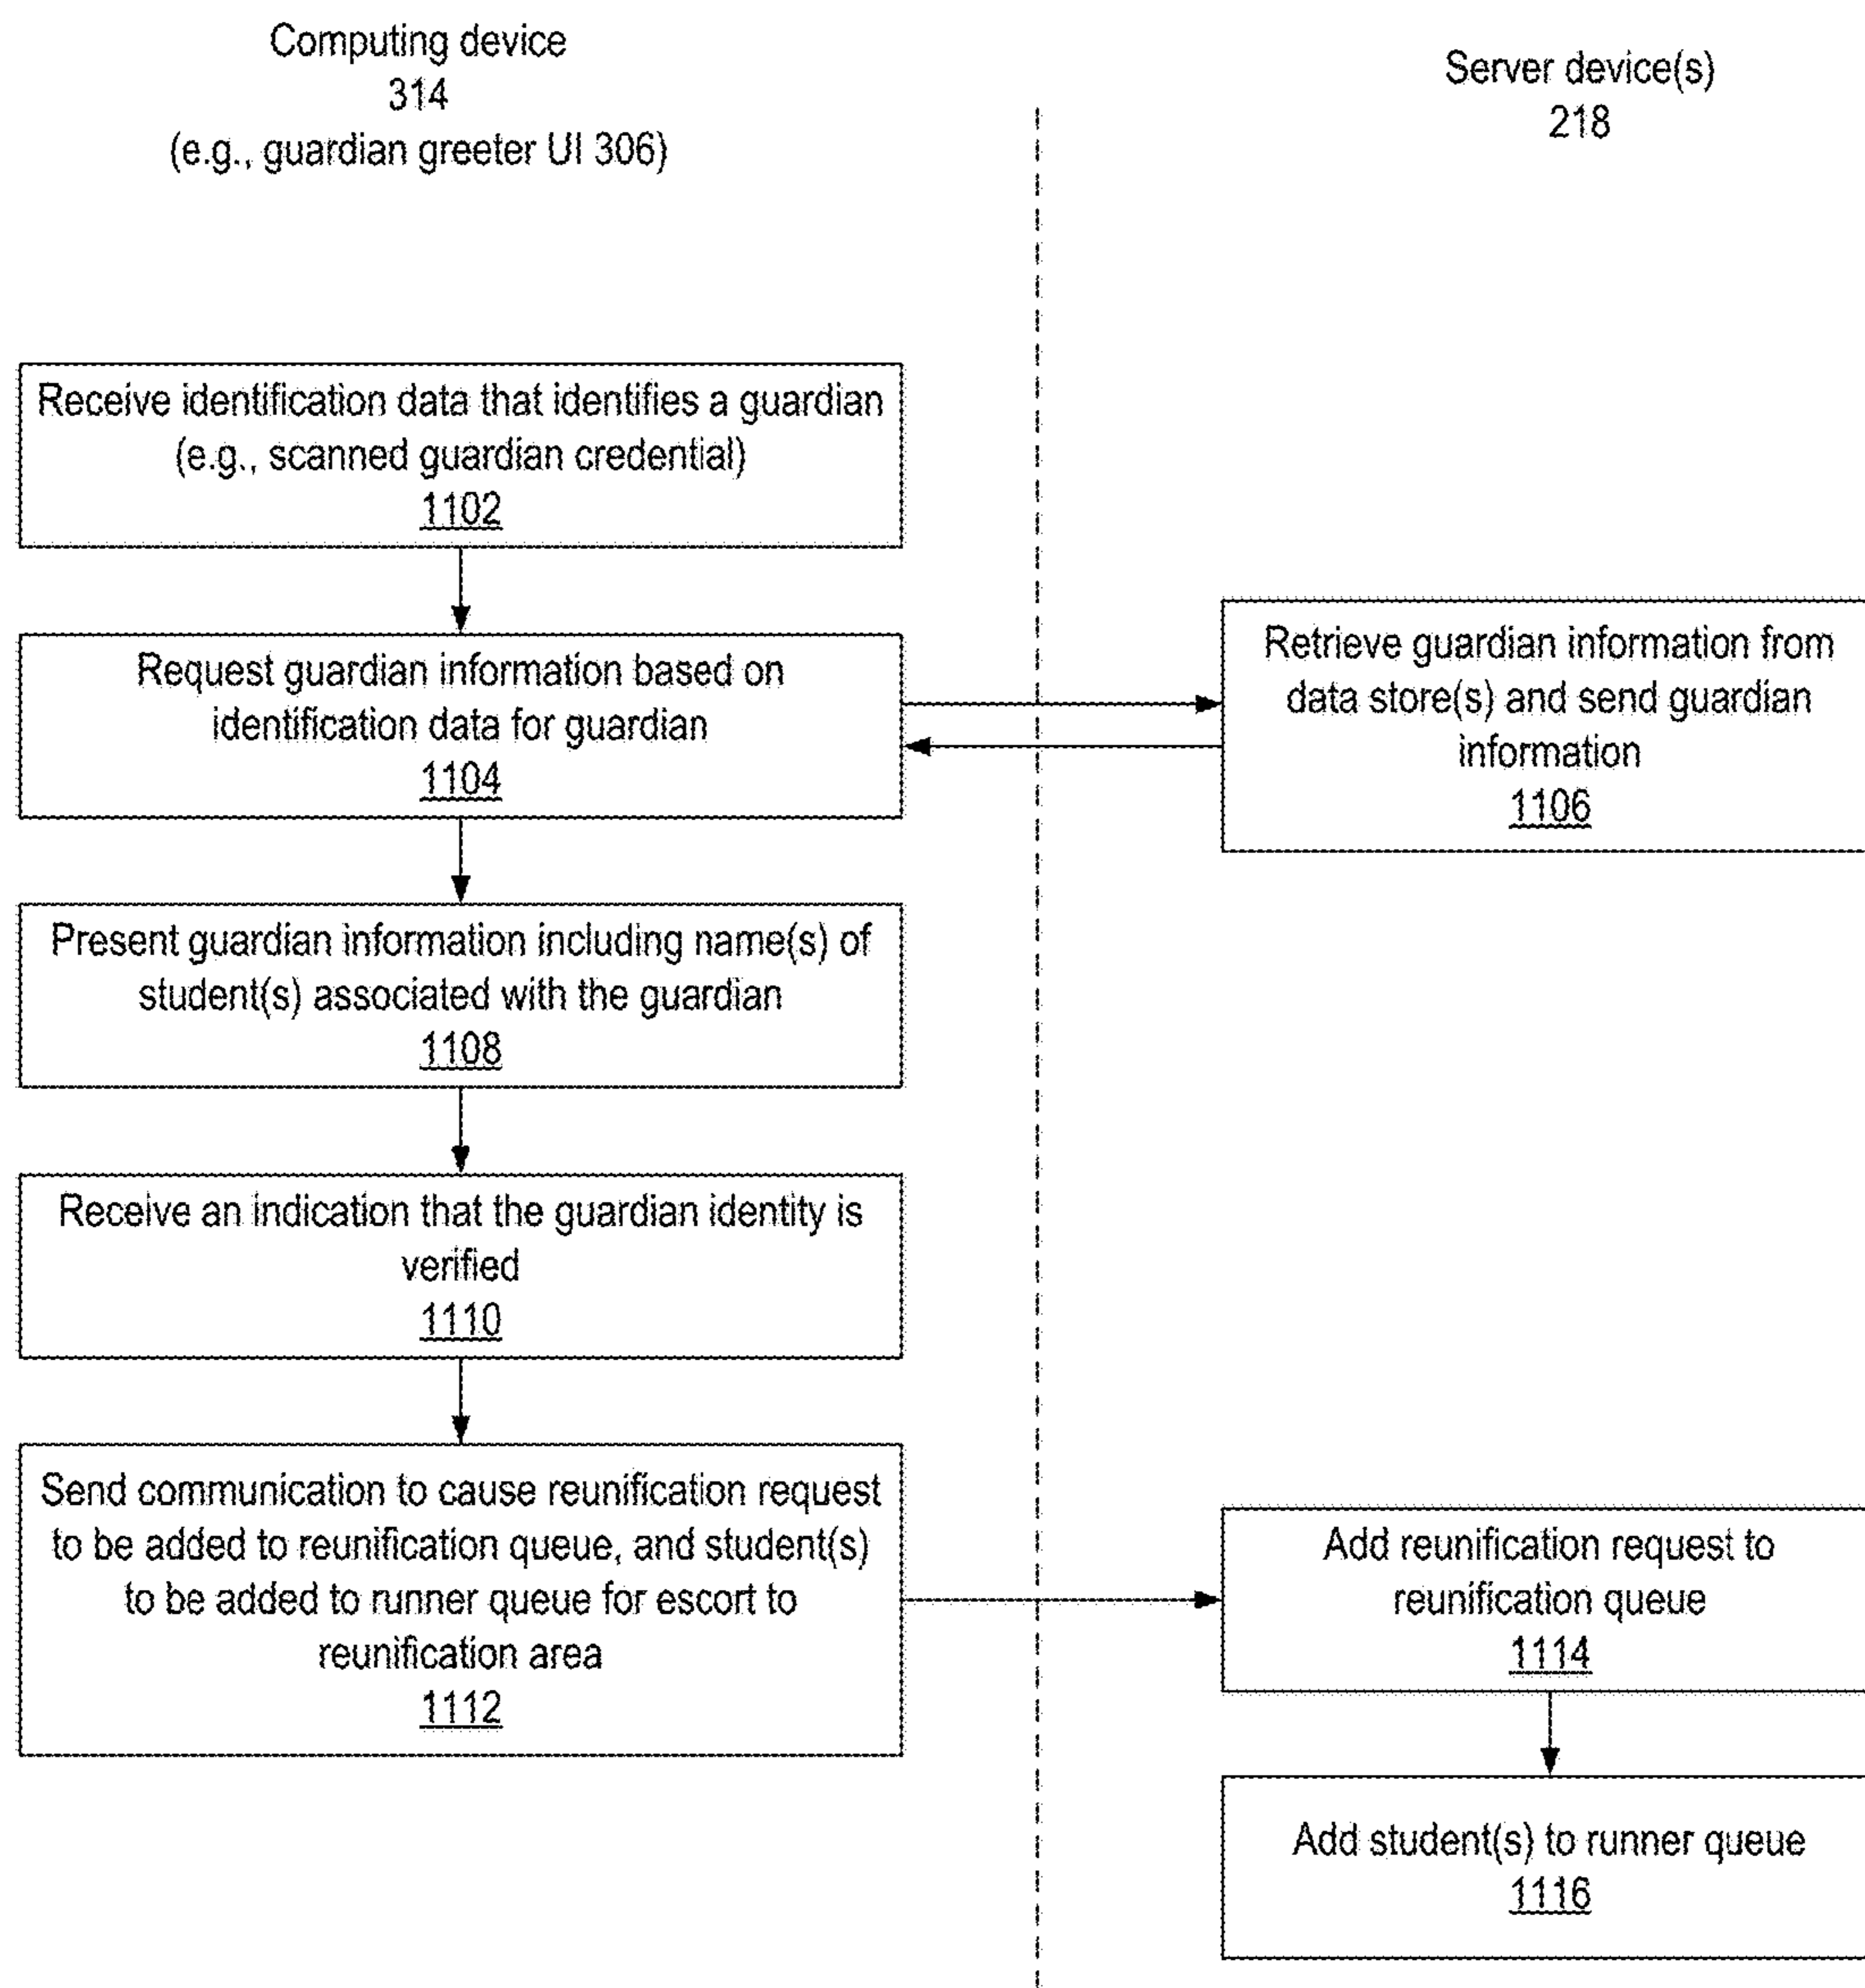 Computing device
314
(e.g., guardian greeter UI 306)
Server device(s)
218
Receive identification data that identifies a guardian
(e.g., scanned guardian credential)
1102
Request guardian information based on
identification data for guardian
1104
Retrieve guardian information from
data store(s) and send guardian
information
1106
Present guardian information including name(s) of
student(s) associated with the guardian
1108
Receive an indication that the guardian identity is
verified
1110
Send communication to cause reunification request
to be added to reunification queue, and student(s)
to be added to runner queue for escort to
reunification area
1112
Add reunification request to
reunification queue
1114
Add student(s) to runner queue
1116